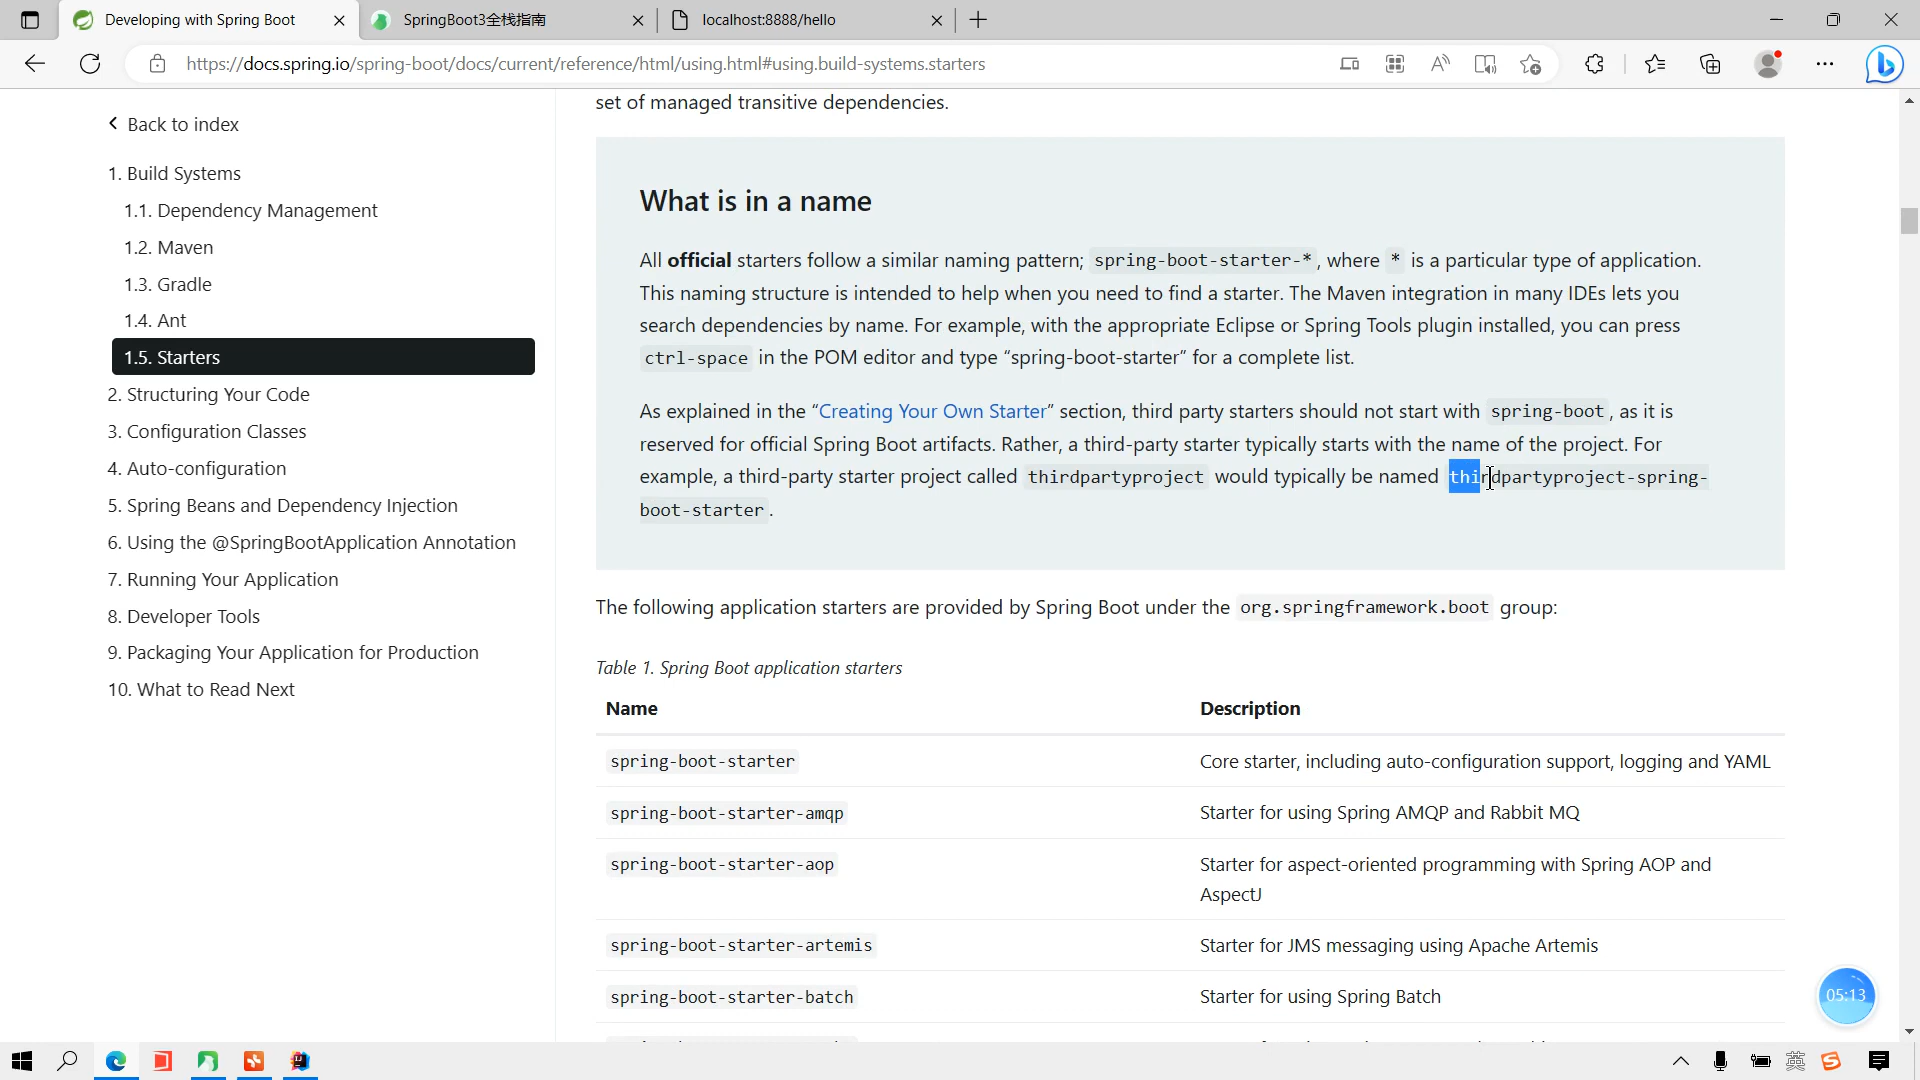 Developing with Spring Boot
SpringBoot3全栈指南
localhost:8888/hello
https://docs.spring.io/spring-boot/docs/current/reference/html/using.html#using.build-systems.starters
Back to index
1. Build Systems
1.1. Dependency Management
1.2. Maven
1.3. Gradle
1.4. Ant
1.5. Starters
2. Structuring Your Code
3. Configuration Classes
4. Auto-configuration
5. Spring Beans and Dependency Injection
6. Using the @SpringBootApplication Annotation
7. Running Your Application
8. Developer Tools
9. Packaging Your Application for Production
10. What to Read Next
set of managed transitive dependencies.
What is in a name
All official starters follow a similar naming pattern; spring-boot-starter-*, where * is a particular type of application.
This naming structure is intended to help when you need to find a starter. The Maven integration in many IDEs lets you
search dependencies by name. For example, with the appropriate Eclipse or Spring Tools plugin installed, you can press
ctrl-space in the POM editor and type “spring-boot-starter” for a complete list.
As explained in the “Creating Your Own Starter” section, third party starters should not start with spring-boot, as it is
reserved for official Spring Boot artifacts. Rather, a third-party starter typically starts with the name of the project. For
example, a third-party starter project called thirdpartyproject would typically be named thirdpartyproject-spring-
boot-starter.
The following application starters are provided by Spring Boot under the org.springframework.boot group:
Table 1. Spring Boot application starters
Name Description
spring-boot-starter Core starter, including auto-configuration support, logging and YAML
spring-boot-starter-amqp Starter for using Spring AMQP and Rabbit MQ
spring-boot-starter-aop Starter for aspect-oriented programming with Spring AOP and
AspectJ
spring-boot-starter-artemis Starter for JMS messaging using Apache Artemis
spring-boot-starter-batch Starter for using Spring Batch
05:13
英